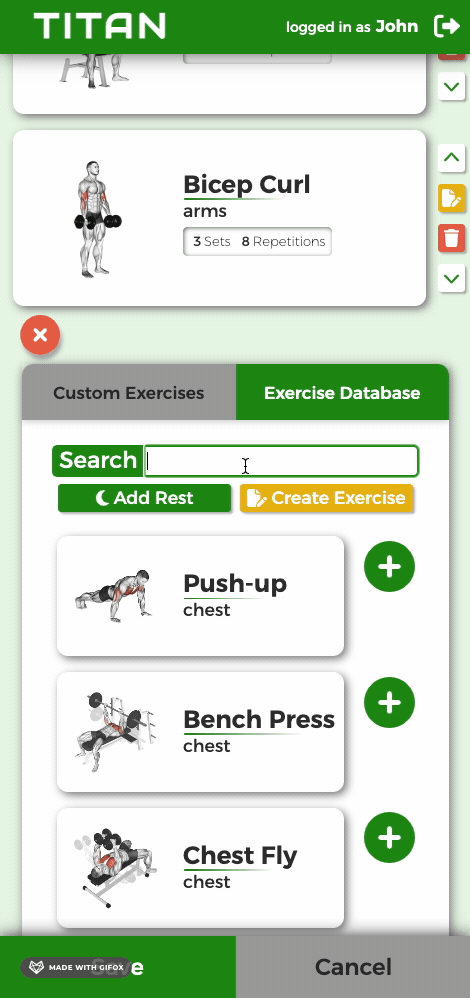 TITAN
logged in as John
Bicep Curl
arms
3 Sets 8 Repetitions
Custom Exercises
Exercise Database
Search
Add Rest
Create Exercise
Push-up
chest
Bench Press
chest
Chest Fly
chest
MADE WITH GIFOX
Cancel